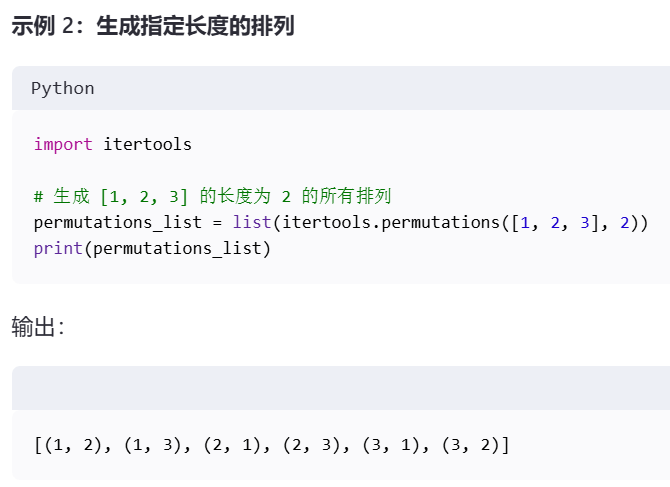 示例 2：生成指定长度的排列
Python
import itertools
# 生成 [1, 2, 3] 的长度为 2 的所有排列
permutations_list = list(itertools.permutations([1, 2, 3], 2))
print(permutations_list)
输出：
[(1, 2), (1, 3), (2, 1), (2, 3), (3, 1), (3, 2)]